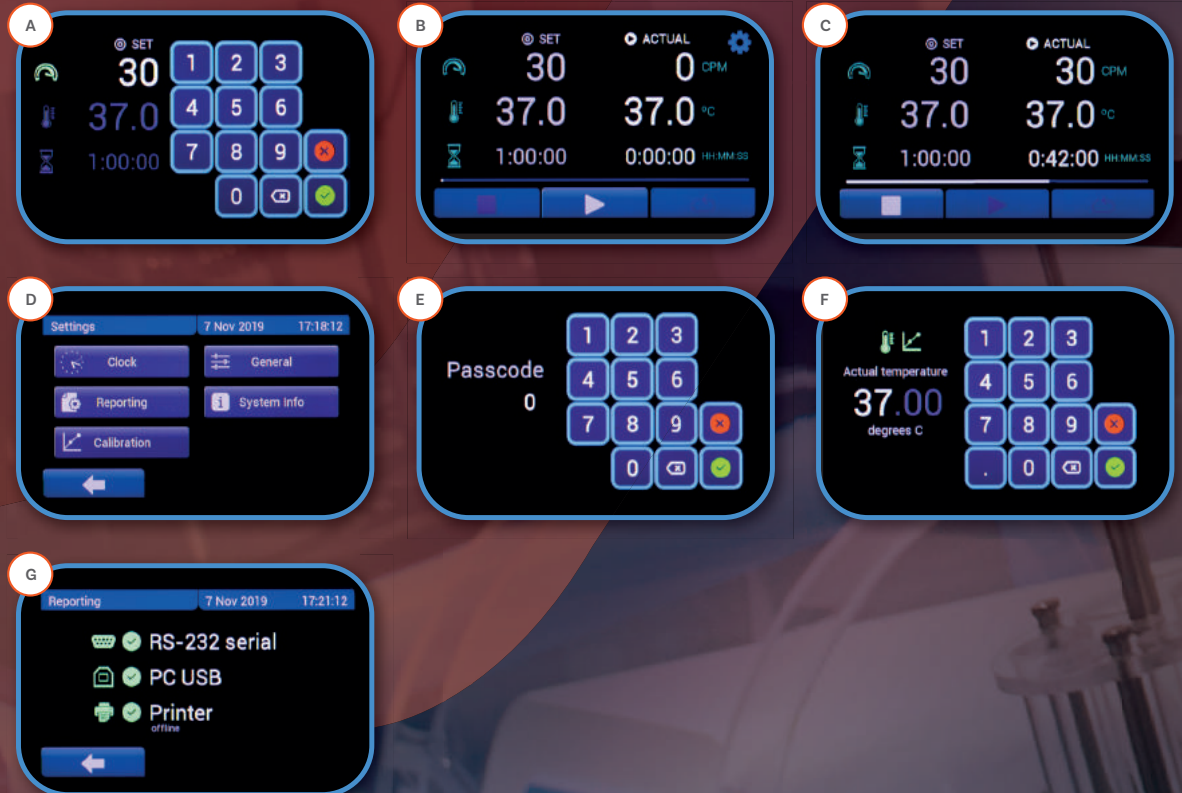 A
SET
30
37.0
1:00:00
1 2 3
4 5 6
7 8 9
0
B
SET ACTUAL
30 0 CPM
37.0 37.0 °C
1:00:00 0:00:00 HH:MM:SS
C
SET ACTUAL
30 30 CPM
37.0 37.0 °C
1:00:00 0:42:00 HH:MM:SS
D
Settings 7 Nov 2019 17:18:12
Clock General
Reporting System Info
Calibration
E
Passcode
0
1 2 3
4 5 6
7 8 9
0
F
Actual temperature
37.00
degrees C
1 2 3
4 5 6
7 8 9
. 0
G
Reporting 7 Nov 2019 17:21:12
RS-232 serial
PC USB
Printer
offline